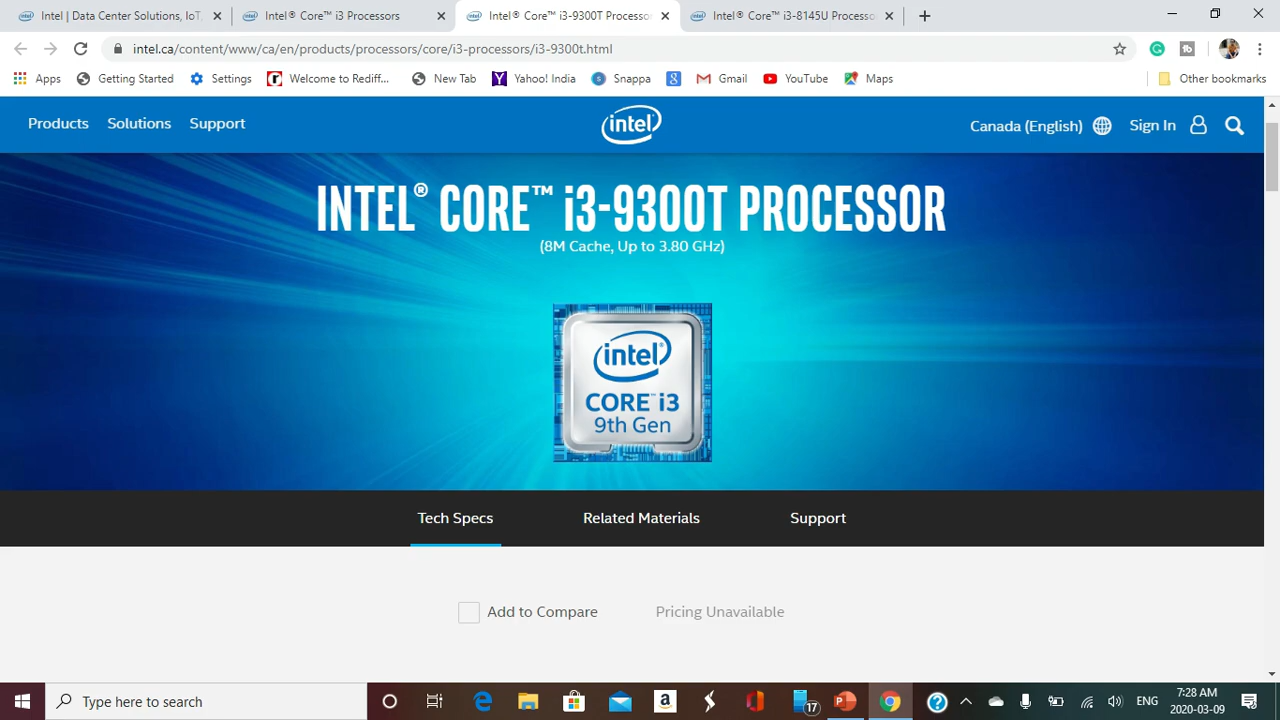 Intel | Data Center Solutions, IoT,
Intel® Core™ i3 Processors
Intel® Core™ i3-9300T Processor
Intel® Core™ i3-8145U Processor
intel.ca/content/www/ca/en/products/processors/core/i3-processors/i3-9300t.html
Apps
Getting Started
Settings
Welcome to Rediff...
New Tab
Yahoo! India
Snappa
Gmail
YouTube
Maps
Other bookmarks
Products
Solutions
Support
intel
Canada (English)
Sign In
INTEL® CORE™ i3-9300T PROCESSOR
(8M Cache, Up to 3.80 GHz)
intel
CORE™ i3
9th Gen
Tech Specs
Related Materials
Support
Add to Compare
Pricing Unavailable
Type here to search
17
ENG
7:28 AM
2020-03-09